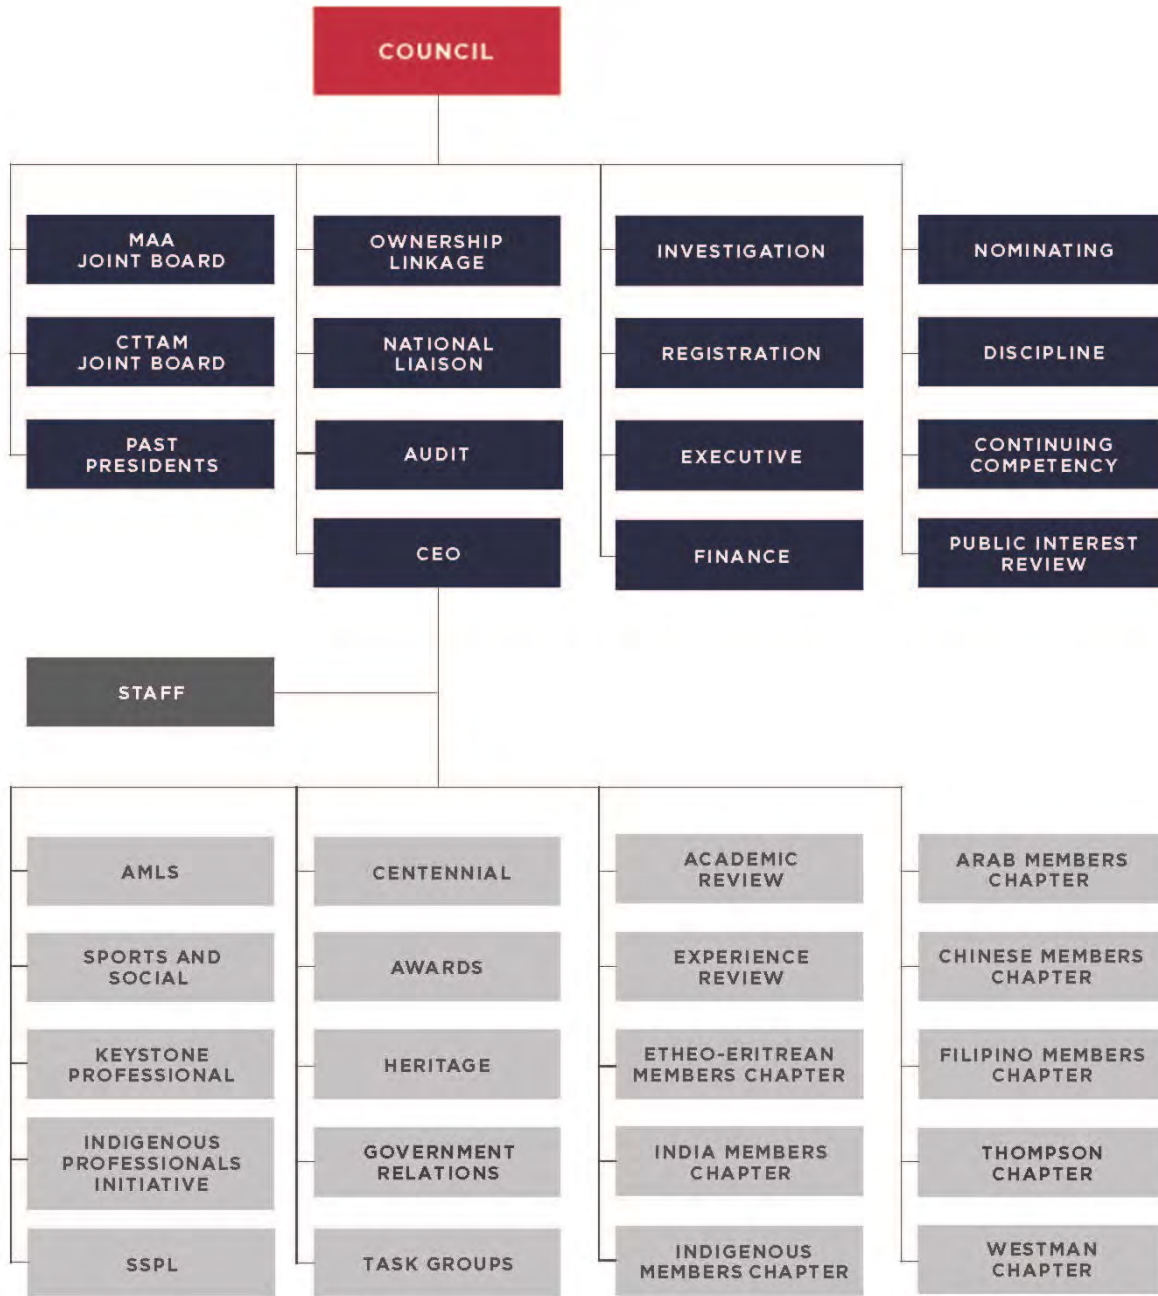 COUNCIL
MAA
JOINT BOARD
OWNERSHIP
LINKAGE
INVESTIGATION
NOMINATING
CTTAM
JOINT BOARD
NATIONAL
LIAISON
REGISTRATION
DISCIPLINE
PAST
PRESIDENTS
AUDIT
EXECUTIVE
CONTINUING
COMPETENCY
CEO
FINANCE
PUBLIC INTEREST
REVIEW
STAFF
AMLS
CENTENNIAL
ACADEMIC
REVIEW
ARAB MEMBERS
CHAPTER
SPORTS AND
SOCIAL
AWARDS
EXPERIENCE
REVIEW
CHINESE MEMBERS
CHAPTER
KEYSTONE
PROFESSIONAL
HERITAGE
ETHEO-ERITREAN
MEMBERS CHAPTER
FILIPINO MEMBERS
CHAPTER
INDIGENOUS
PROFESSIONALS
INITIATIVE
GOVERNMENT
RELATIONS
INDIA MEMBERS
CHAPTER
THOMPSON
CHAPTER
SSPL
TASK GROUPS
INDIGENOUS
MEMBERS CHAPTER
WESTMAN
CHAPTER